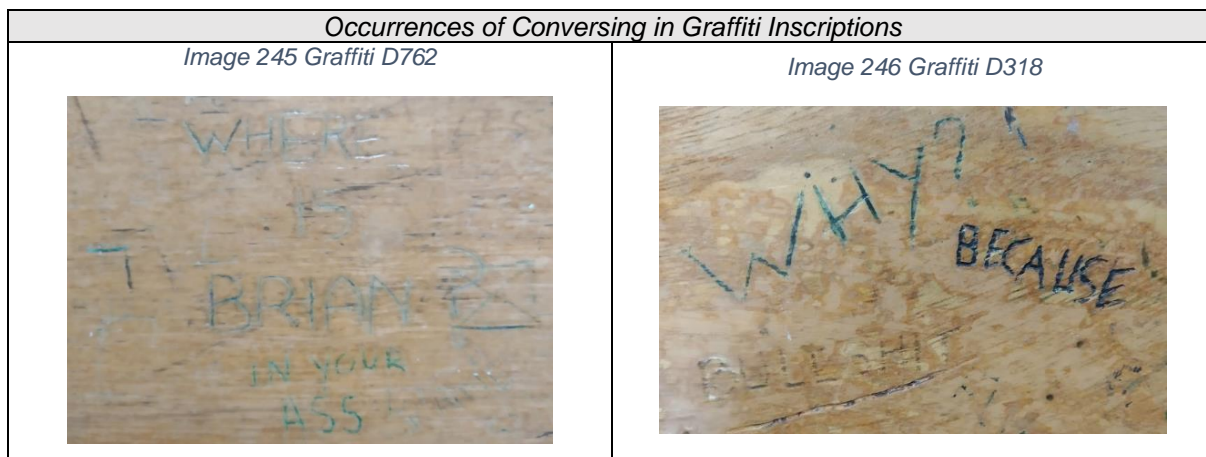 Occurrences of Conversing in Graffiti Inscriptions
Image 245 Graffiti D762
WHERE
IS
BRIAN
IN YOUR
ASS
Image 246 Graffiti D318
WHY?
BECAUSE
BULLSHIT